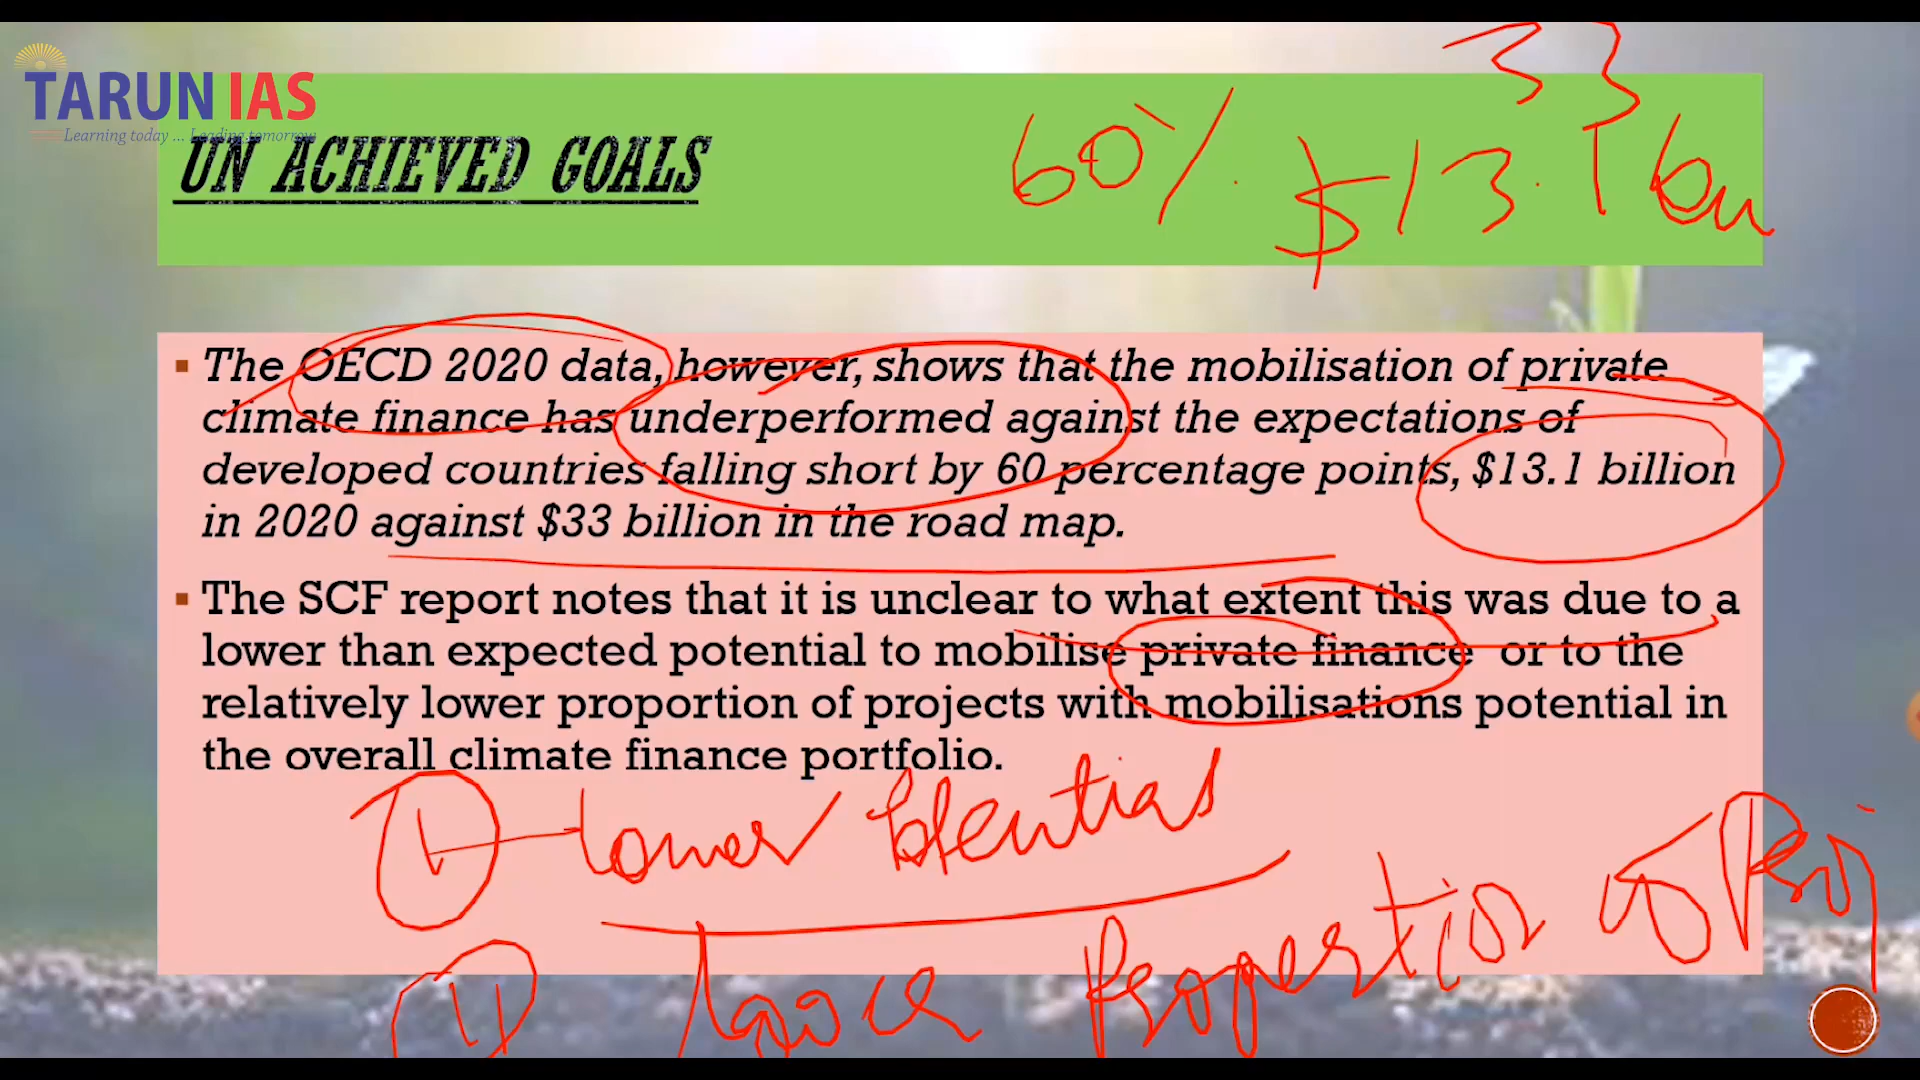 TARUN IAS
Learning today ... Leading tomorrow
33
60% $13.1 bn
UN ACHIEVED GOALS
▪ The OECD 2020 data, however, shows that the mobilisation of private
climate finance has underperformed against the expectations of
developed countries falling short by 60 percentage points, $13.1 billion
in 2020 against $33 billion in the road map.
▪ The SCF report notes that it is unclear to what extent this was due to a
lower than expected potential to mobilise private finance or to the
relatively lower proportion of projects with mobilisations potential in
the overall climate finance portfolio.
lower
Proportion of Proj